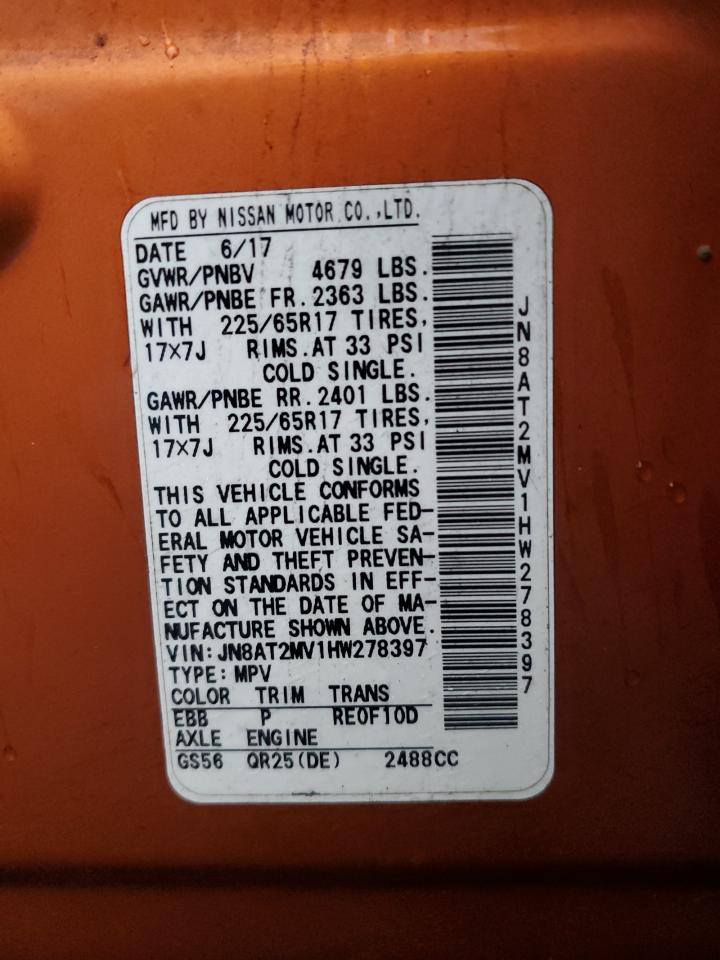 MFD BY NISSAN MOTOR CO.,LTD.
DATE 6/17
GVWR/PNBV 4679 LBS.
GAWR/PNBE FR. 2363 LBS.
WITH 225/65R17 TIRES,
17X7J RIMS. AT 33 PSI
COLD SINGLE.
GAWR/PNBE RR. 2401 LBS.
WITH 225/65R17 TIRES,
17X7J RIMS. AT 33 PSI
COLD SINGLE.
THIS VEHICLE CONFORMS
TO ALL APPLICABLE FED-
ERAL MOTOR VEHICLE SA-
FETY AND THEFT PREVEN-
TION STANDARDS IN EFF-
ECT ON THE DATE OF MA-
NUFACTURE SHOWN ABOVE.
VIN: JN8AT2MV1HW278397
TYPE: MPV
COLOR TRIM TRANS
EBB P RE0F10D
AXLE ENGINE
GS56 QR25(DE) 2488CC
JN8AT2MV1HW278397